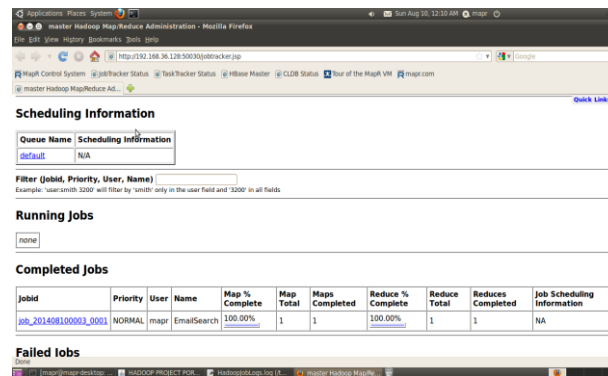 Applications Places System Sun Aug 10, 12:10 AM mapr
master Hadoop Map/Reduce Administration - Mozilla Firefox
File Edit View History Bookmarks Tools Help
http://192.168.36.128:50030/jobtracker.jsp Google
MapR Control System JobTracker Status TaskTracker Status HBase Master CLDB Status Tour of the MapR VM mapr.com
master Hadoop Map/Reduce Ad...
Quick Link
Scheduling Information
Queue Name Scheduling Information
default N/A
Filter (Jobid, Priority, User, Name)
Example: 'user:smith 3200' will filter by 'smith' only in the user field and '3200' in all fields
Running Jobs
none
Completed Jobs
Jobid Priority User Name Map % Complete Map Total Maps Completed Reduce % Complete Reduce Total Reduces Completed Job Scheduling Information
job_201408100003_0001 NORMAL mapr EmailSearch 100.00% 1 1 100.00% 1 1 NA
Failed Jobs
Done
[mapr@mapr-desktop: ... HADOOP PROJECT POR... HadoopJobLogs.log (/t... master Hadoop Map/Re...